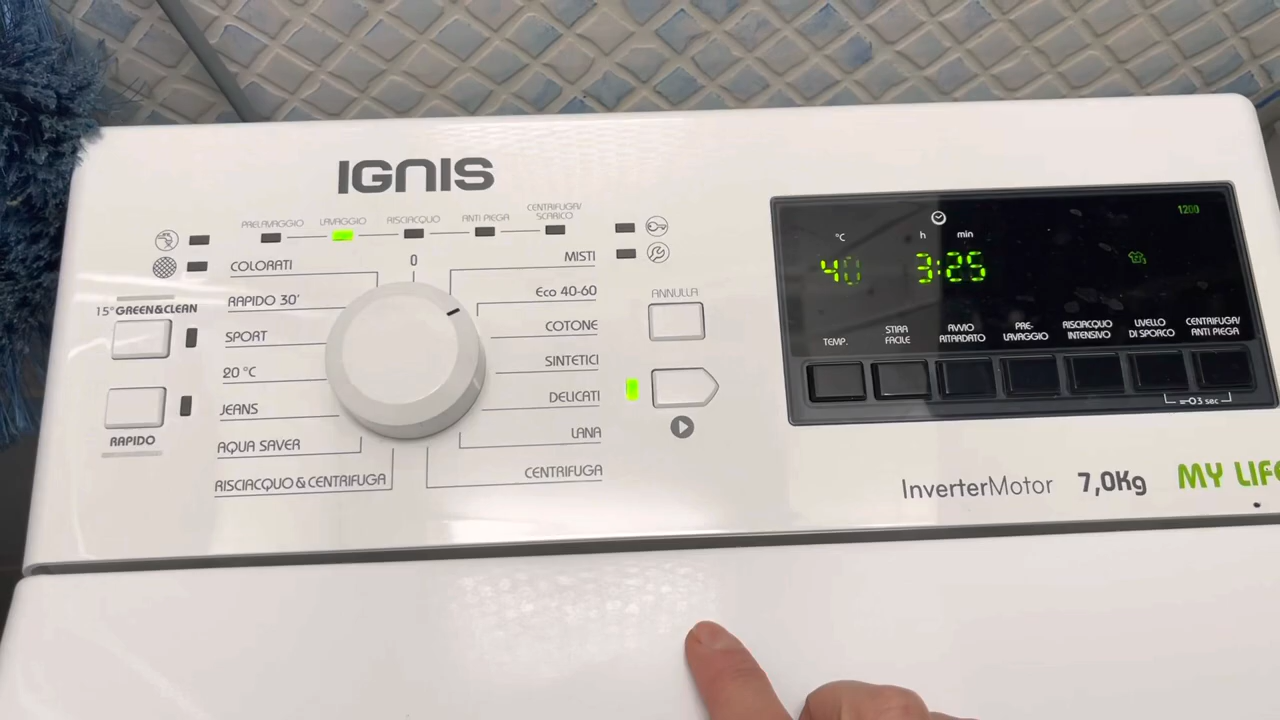 IGNIS
PRELAVAGGIO LAVAGGIO RISCIACQUO ANTI PIEGA CENTRIFUGA/
SCARICO
0
COLORATI
RAPIDO 30'
SPORT
20 °C
JEANS
AQUA SAVER
RISCIACQUO & CENTRIFUGA
MISTI
Eco 40-60
COTONE
SINTETICI
DELICATI
LANA
CENTRIFUGA
15° GREEN&CLEAN
RAPIDO
ANNULLA
1200
°C h min
40 3:25
TEMP.
STIRA
FACILE
AVVIO
RITARDATO
PRE-
LAVAGGIO
RISCIACQUO
INTENSIVO
LIVELLO
DI SPORCO
CENTRIFUGA/
ANTI PIEGA
3 sec
InverterMotor 7,0Kg MY LIFE